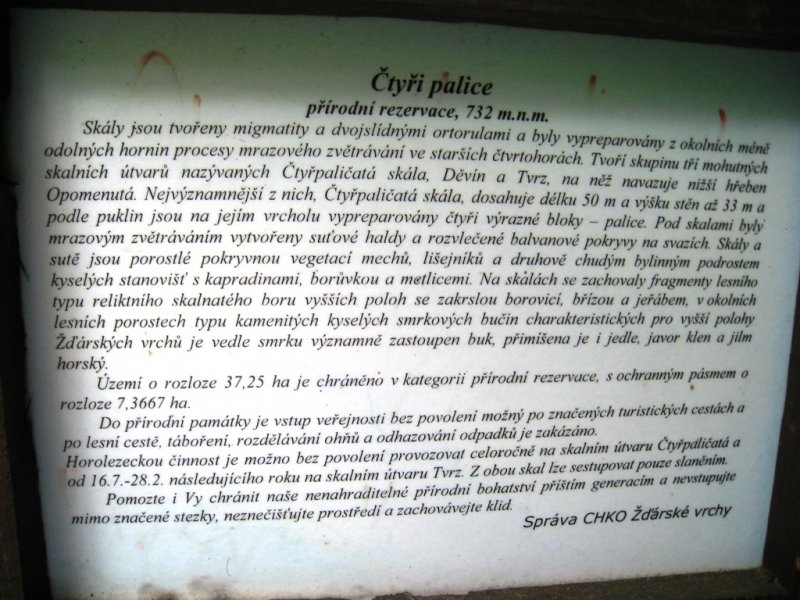 Čtyři palice
přírodní rezervace, 732 m.n.m.
Skály jsou tvořeny migmatity a dvojslídnými ortorulami a byly vypreparovány z okolních méně
odolných hornin procesy mrazového zvětrávání ve starších čtvrtohorách. Tvoří skupinu tří mohutných
skalních útvarů nazývaných Čtyřpaličatá skála, Děvín a Tvrz, na něž navazuje nižší hřeben
Opomenutá. Nejvýznamnější z nich, Čtyřpaličatá skála, dosahuje délku 50 m a výšku stěn až 33 m a
podle puklin jsou na jejím vrcholu vypreparovány čtyři výrazné bloky – palice. Pod skalami byly
mrazovým zvětráváním vytvořeny suťové haldy a rozvlečené balvanové pokryvy na svazích. Skály a
sutě jsou porostlé pokryvnou vegetací mechů, lišejníků a druhově chudým bylinným podrostem
kyselých stanovišť s kapradinami, borůvkou a metlicemi. Na skálách se zachovaly fragmenty lesního
typu reliktního skalnatého boru vyšších poloh se zakrslou borovicí, břízou a jeřábem, v okolních
lesních porostech typu kamenitých kyselých smrkových bučin charakteristických pro vyšší polohy
Žďárských vrchů je vedle smrku významně zastoupen buk, přimíšena je i jedle, javor klen a jilm
horský.
Území o rozloze 37,25 ha je chráněno v kategorii přírodní rezervace, s ochranným pásmem o
rozloze 7,3667 ha.
Do přírodní památky je vstup veřejnosti bez povolení možný po značených turistických cestách a
po lesní cestě, táboření, rozdělávání ohňů a odhazování odpadků je zakázáno.
Horolezeckou činnost je možno bez povolení provozovat celoročně na skalním útvaru Čtyřpaličatá a
od 16.7.-28.2. následujícího roku na skalním útvaru Tvrz. Z obou skal lze sestupovat pouze slaněním.
Pomozte i Vy chránit naše nenahraditelné přírodní bohatství příštím generacím a nevstupujte
mimo značené stezky, neznečišťujte prostředí a zachovávejte klid.
Správa CHKO Žďárské vrchy